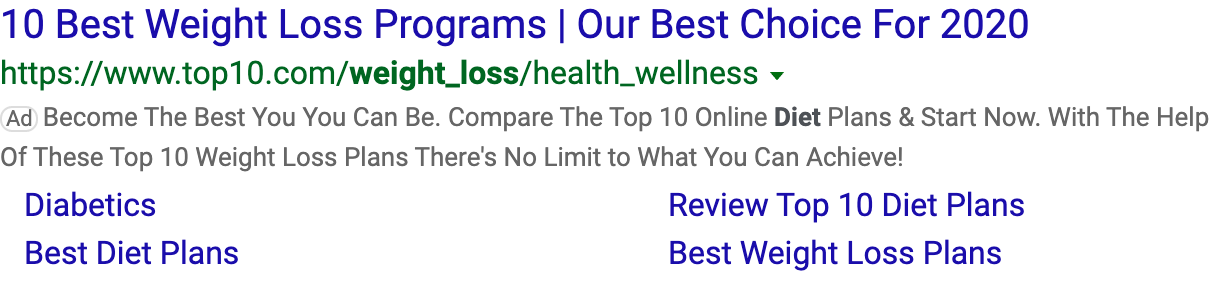 10 Best Weight Loss Programs | Our Best Choice For 2020
https://www.top10.com/weight_loss/health_wellness
Ad Become The Best You You Can Be. Compare The Top 10 Online Diet Plans & Start Now. With The Help
Of These Top 10 Weight Loss Plans There's No Limit to What You Can Achieve!
Diabetics Review Top 10 Diet Plans
Best Diet Plans Best Weight Loss Plans